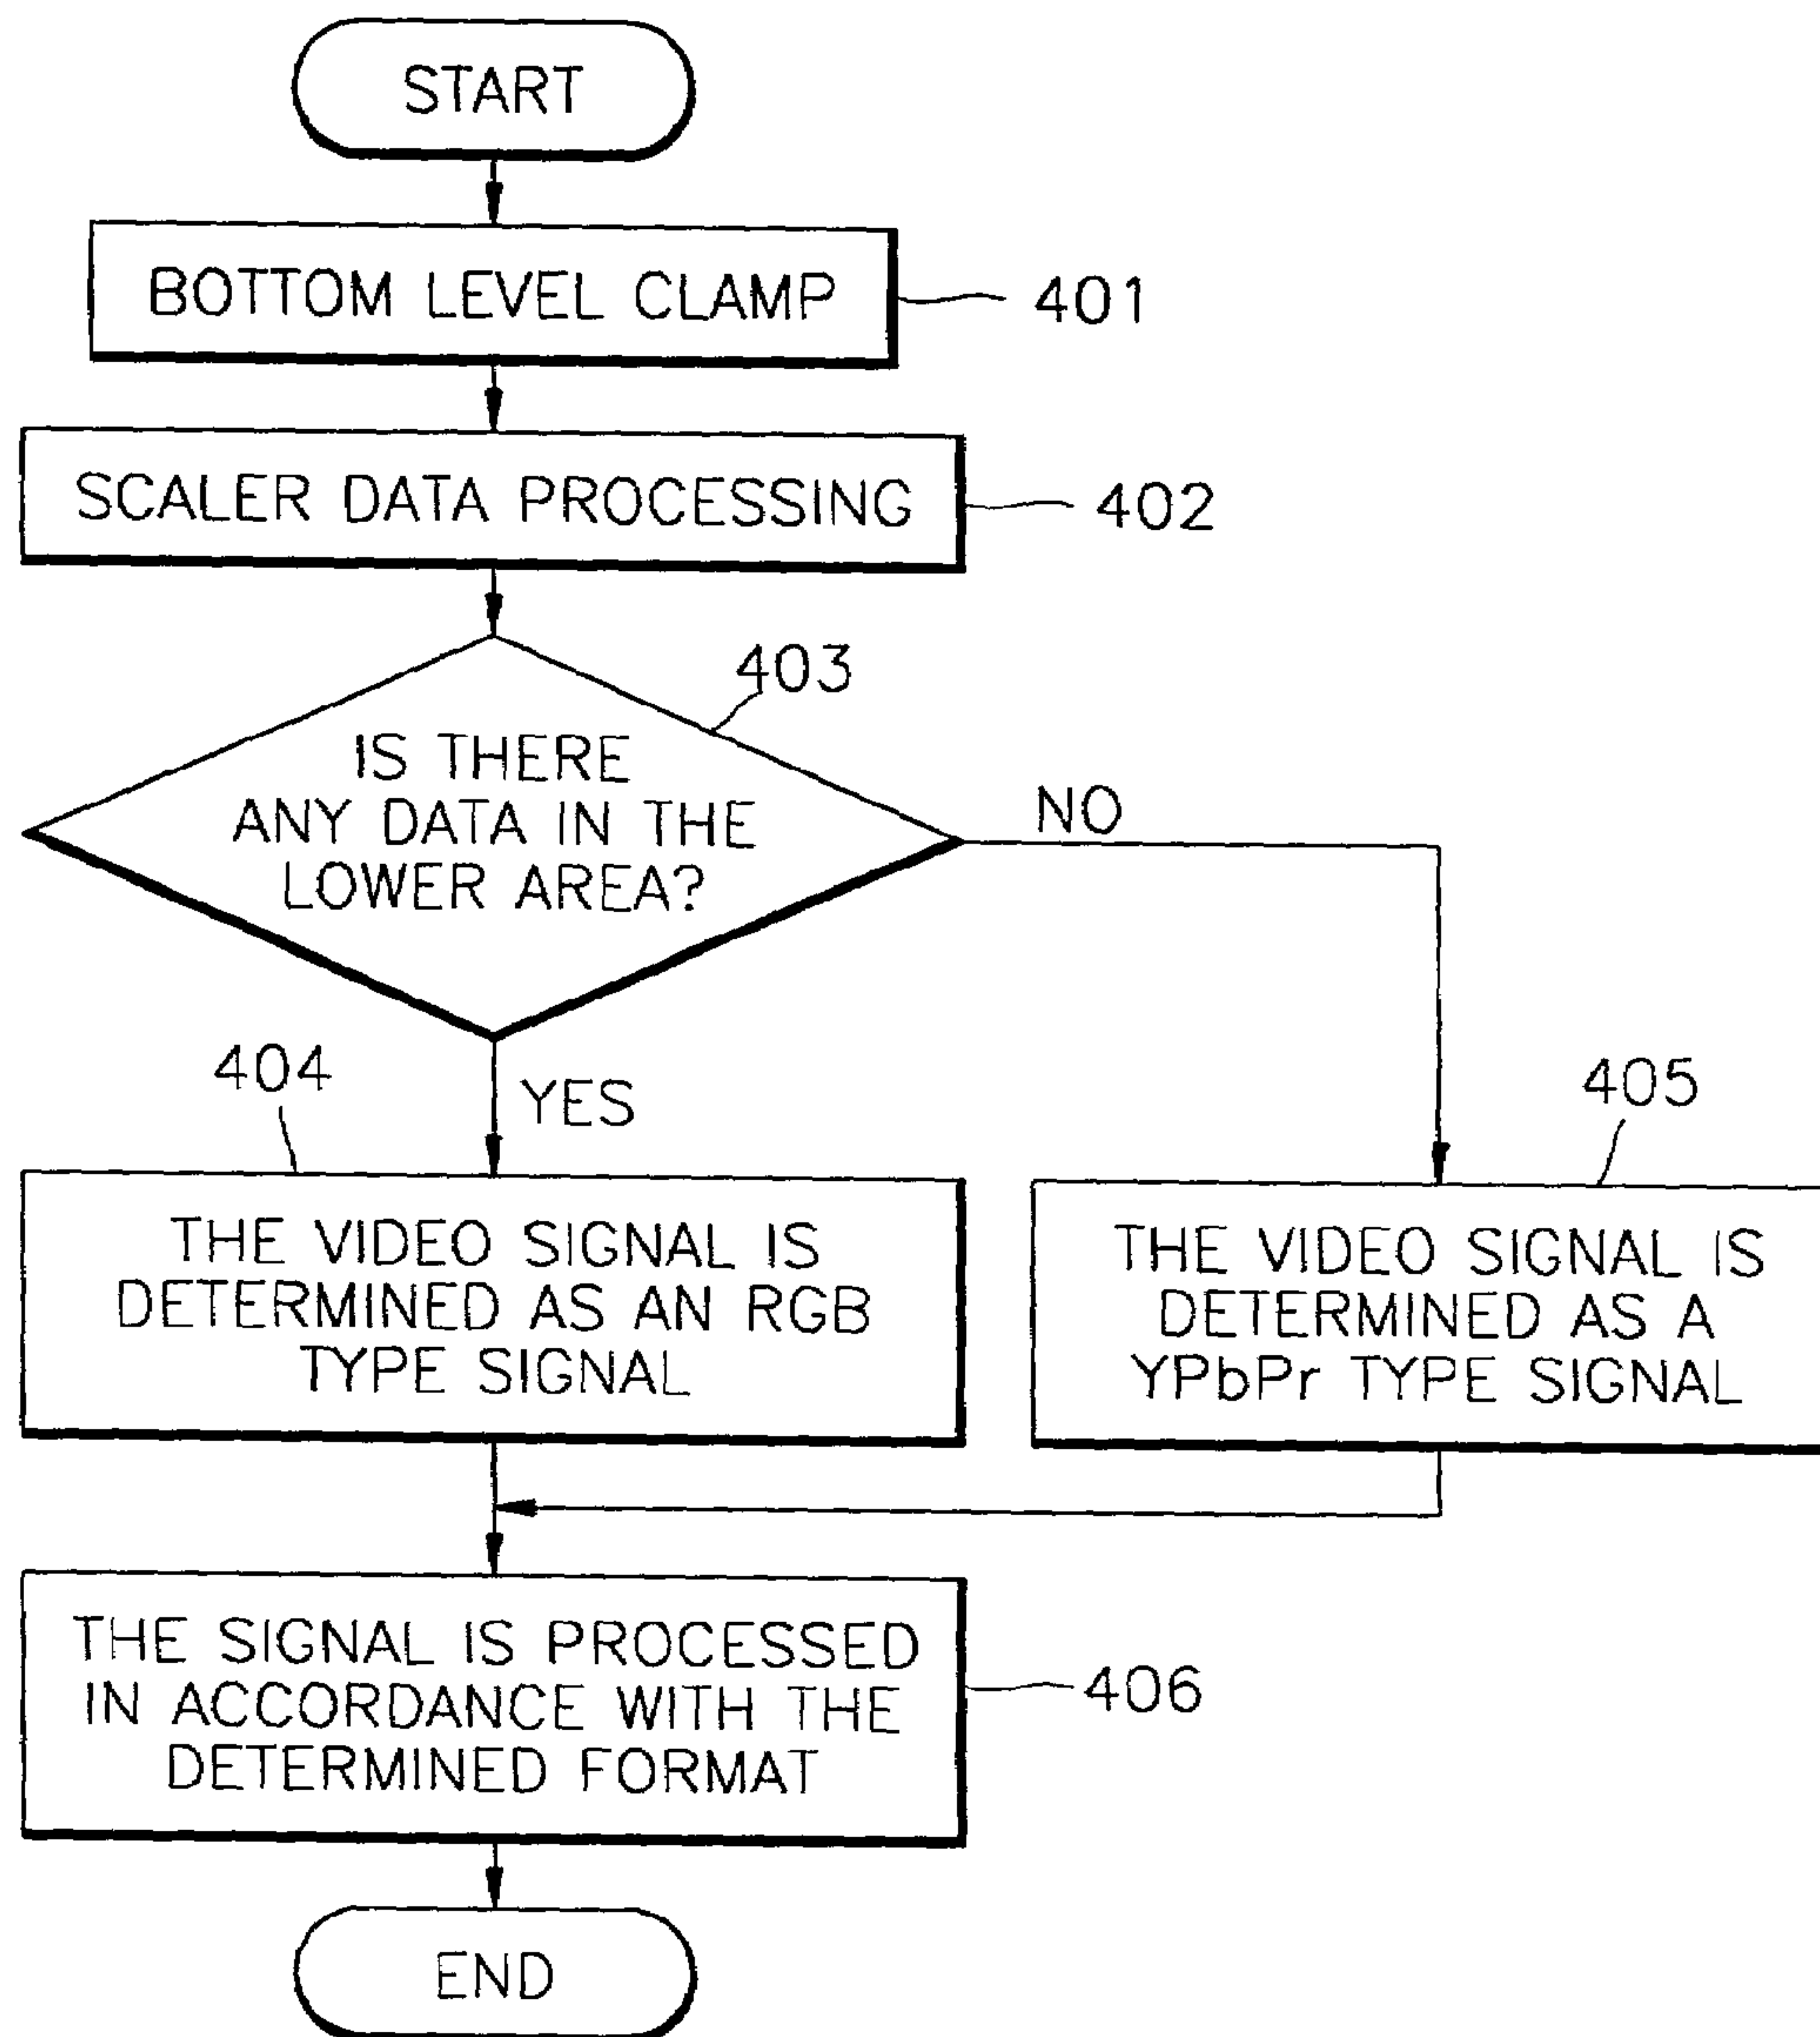 START
BOTTOM LEVEL CLAMP
401
SCALER DATA PROCESSING
402
403
IS THERE
ANY DATA IN THE
LOWER AREA?
NO
YES
404
THE VIDEO SIGNAL IS
DETERMINED AS AN RGB
TYPE SIGNAL
405
THE VIDEO SIGNAL IS
DETERMINED AS A
YPbPr TYPE SIGNAL
THE SIGNAL IS PROCESSED
IN ACCORDANCE WITH THE
DETERMINED FORMAT
406
END